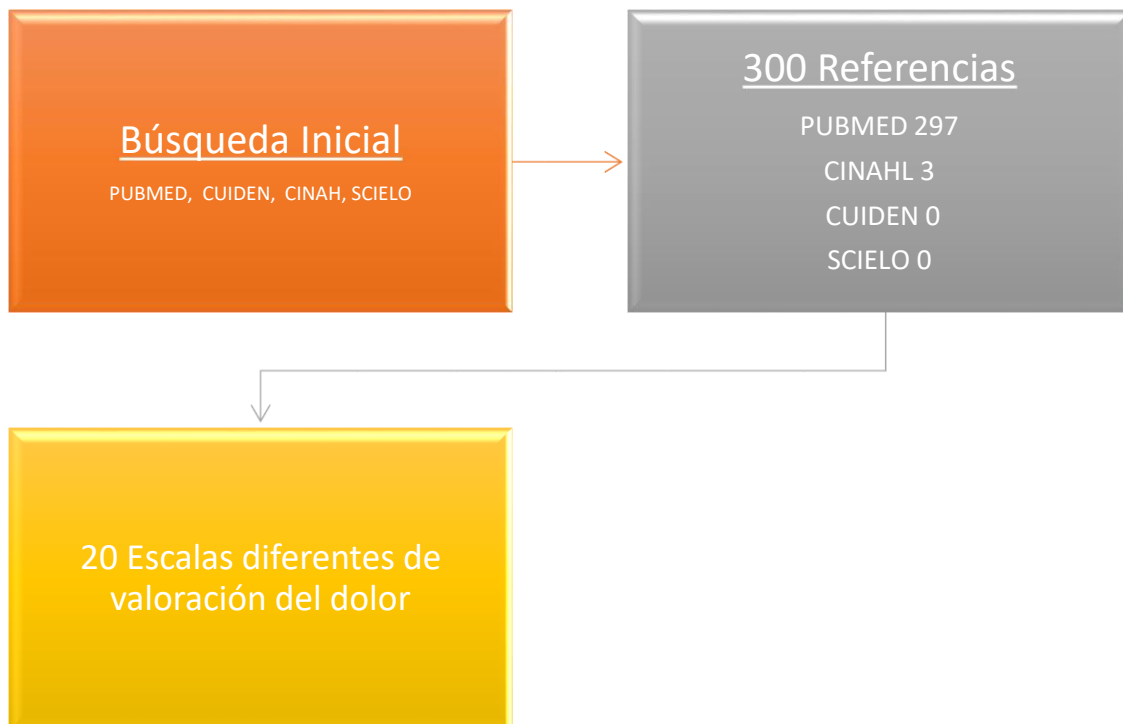 Búsqueda Inicial
PUBMED, CUIDEN, CINAH, SCIELO
300 Referencias
PUBMED 297
CINAHL 3
CUIDEN 0
SCIELO 0
20 Escalas diferentes de
valoración del dolor